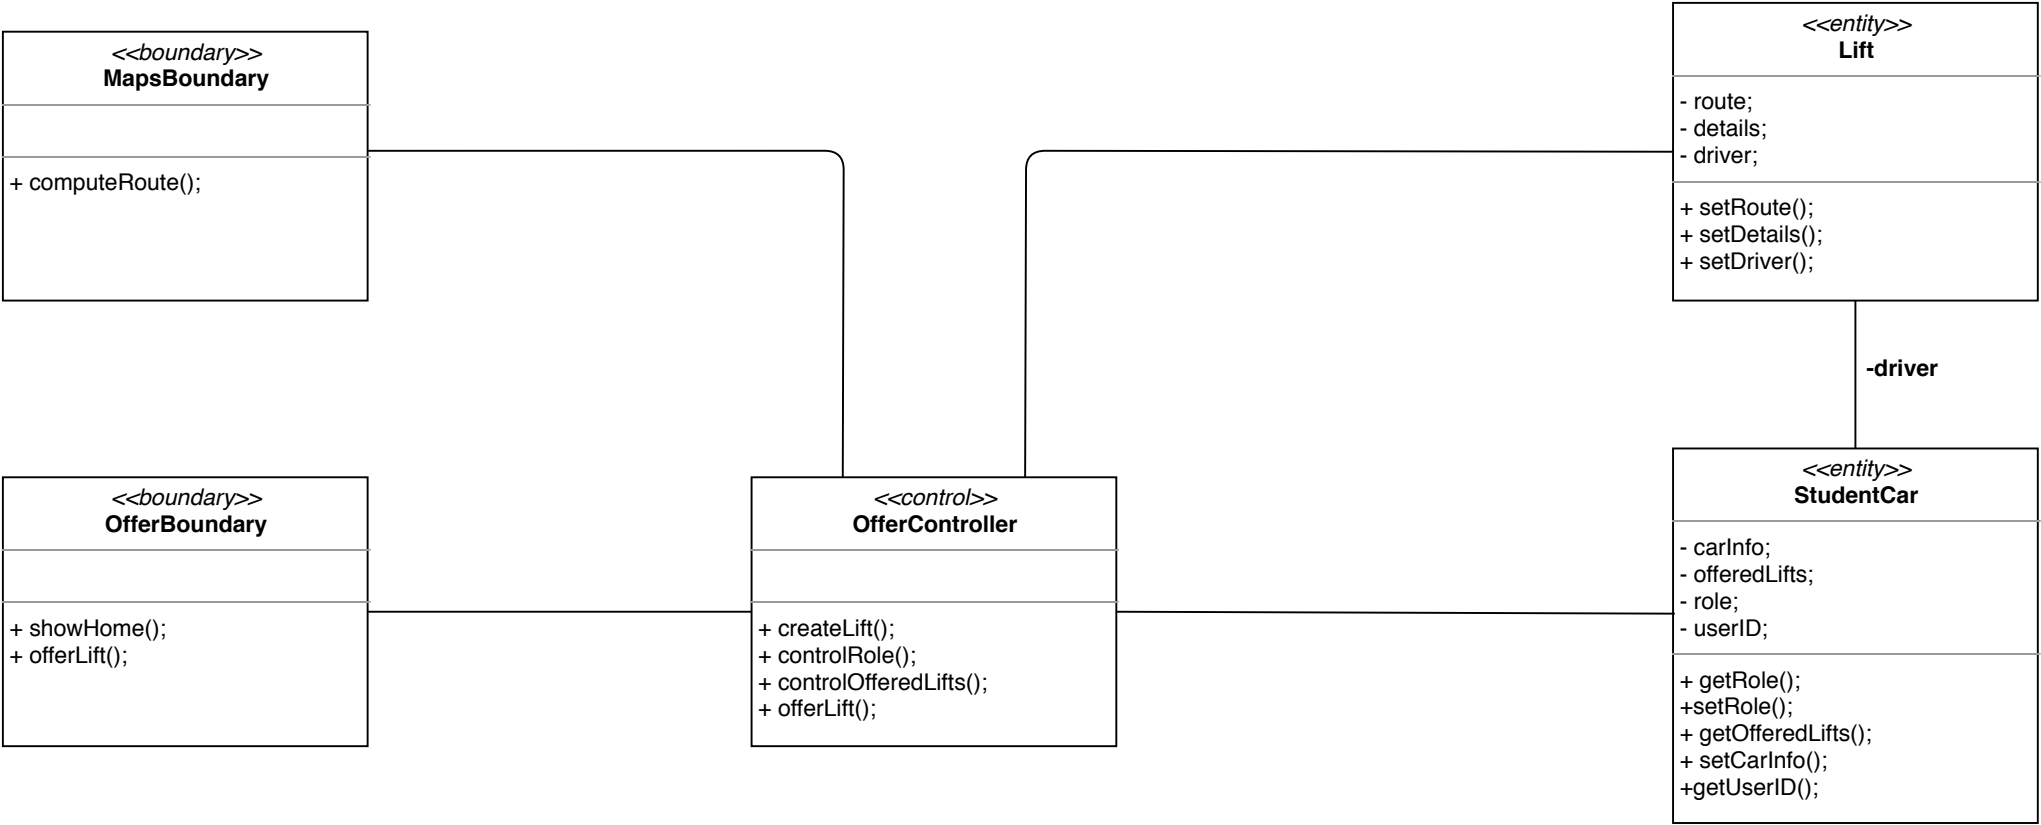 <<boundary>>
MapsBoundary
+ computeRoute();
<<entity>>
Lift
- route;
- details;
- driver;
+ setRoute();
+ setDetails();
+ setDriver();
-driver
<<boundary>>
OfferBoundary
+ showHome();
+ offerLift();
<<control>>
OfferController
+ createLift();
+ controlRole();
+ controlOfferedLifts();
+ offerLift();
<<entity>>
StudentCar
- carInfo;
- offeredLifts;
- role;
- userID;
+ getRole();
+setRole();
+ getOfferedLifts();
+ setCarInfo();
+getUserID();